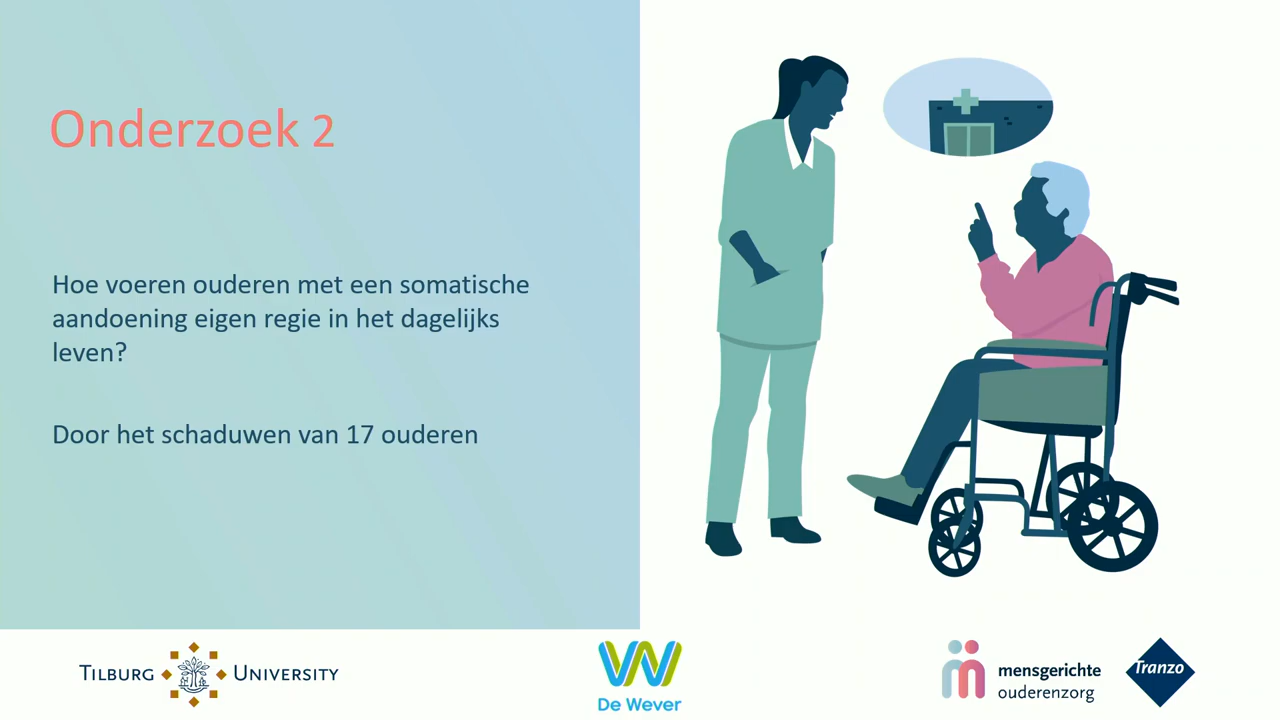 Onderzoek 2
Hoe voeren ouderen met een somatische
aandoening eigen regie in het dagelijks
leven?
Door het schaduwen van 17 ouderen
TILBURG UNIVERSITY
De Wever
mensgerichte
ouderenzorg
Tranzo